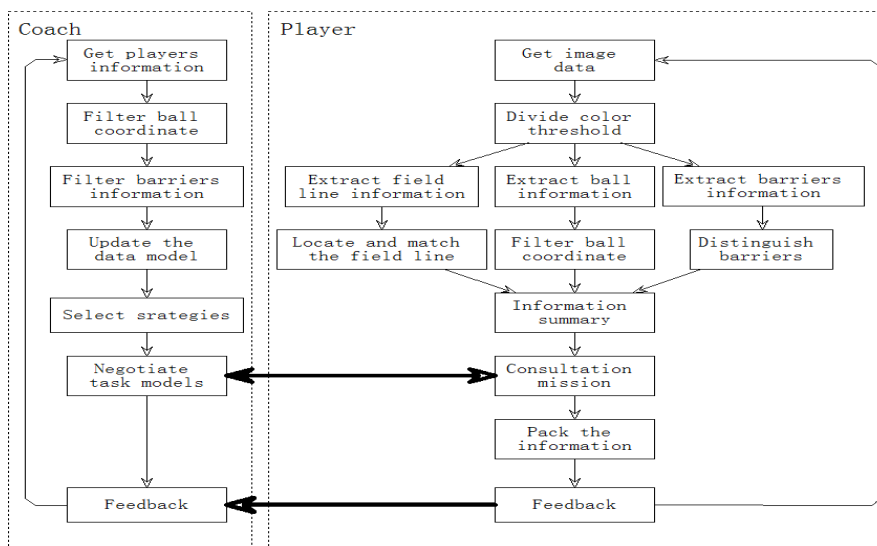 Coach
Get players
information
Filter ball
coordinate
Filter barriers
information
Update the
data model
Select srategies
Negotiate
task models
Feedback
Player
Get image
data
Divide color
threshold
Extract field
line information
Extract ball
information
Extract barriers
information
Locate and match
the field line
Filter ball
coordinate
Distinguish
barriers
Information
summary
Consultation
mission
Pack the
information
Feedback